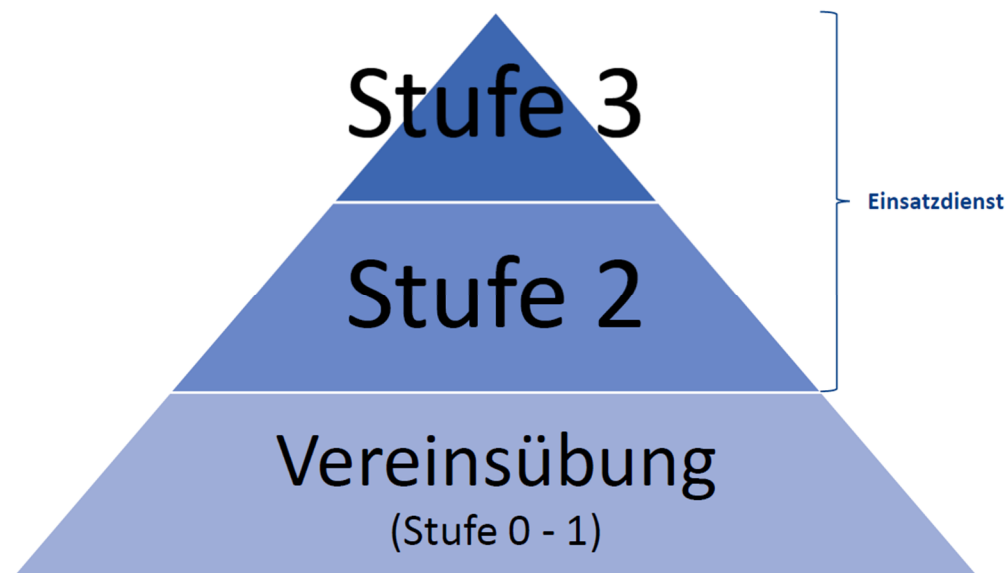 Stufe 3
Einsatzdienst
Stufe 2
Vereinsübung
(Stufe 0 - 1)